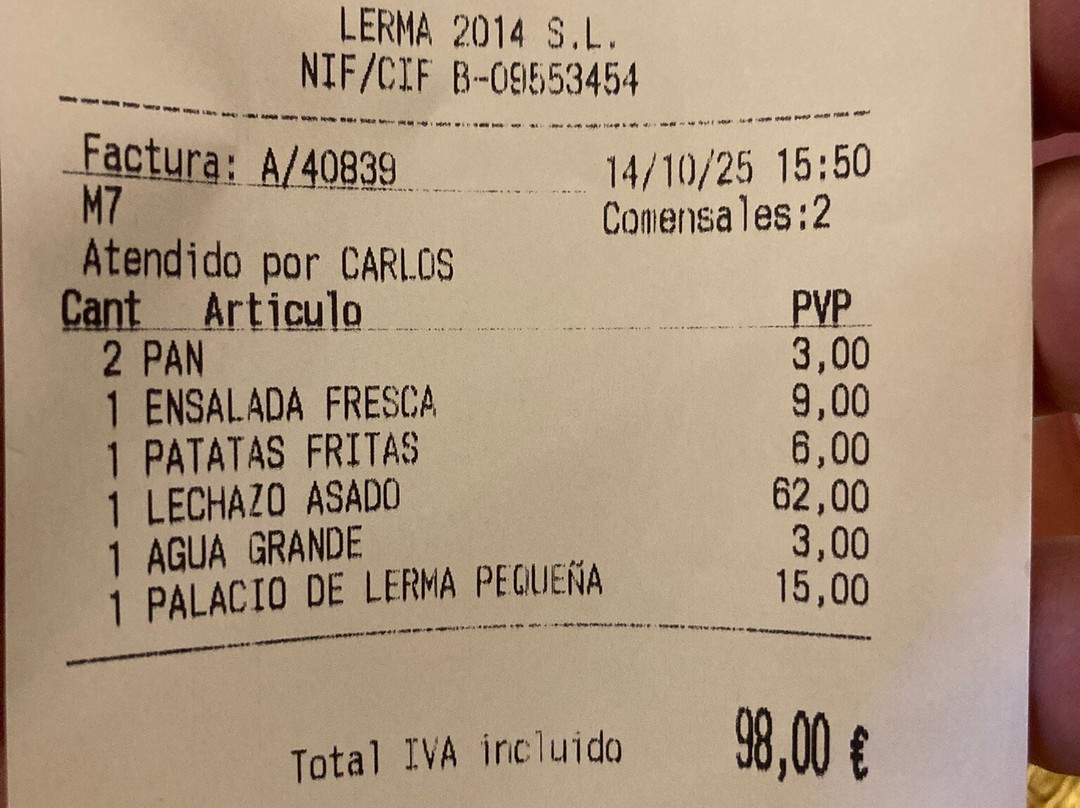 LERMA 2014 S.L.
NIF/CIF B-09553454
Factura: A/40839 14/10/25 15:50
M7 Comensales:2
Atendido por CARLOS
Cant Articulo PVP
2 PAN 3,00
1 ENSALADA FRESCA 9,00
1 PATATAS FRITAS 6,00
1 LECHAZO ASADO 62,00
1 AGUA GRANDE 3,00
1 PALACIO DE LERMA PEQUEÑA 15,00
Total IVA incluido 98,00 €